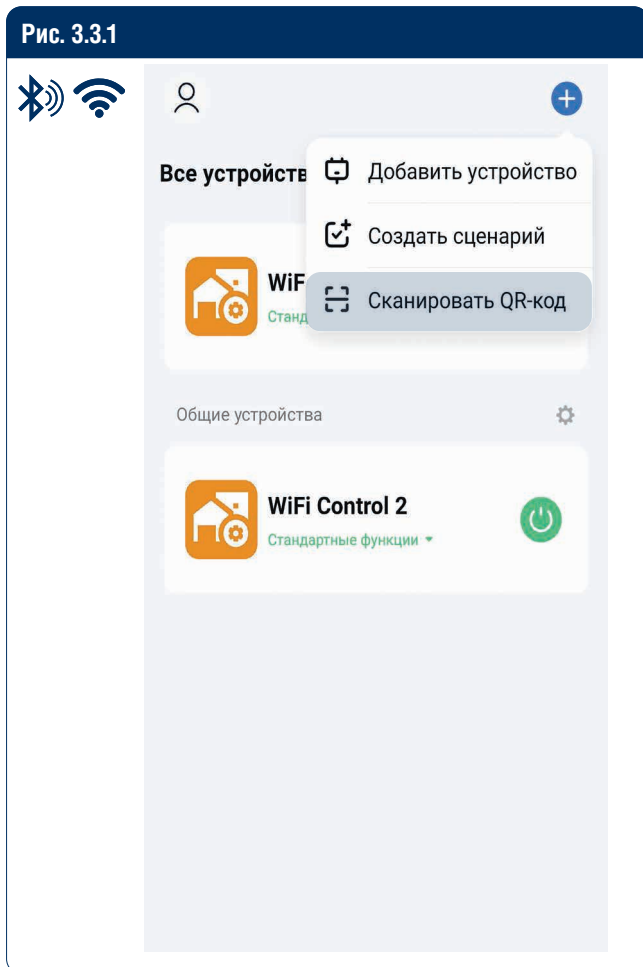 Рис. 3.3.1
Все устройств
Добавить устройство
Создать сценарий
Сканировать QR-код
WiF
Станд
Общие устройства
WiFi Control 2
Стандартные функции